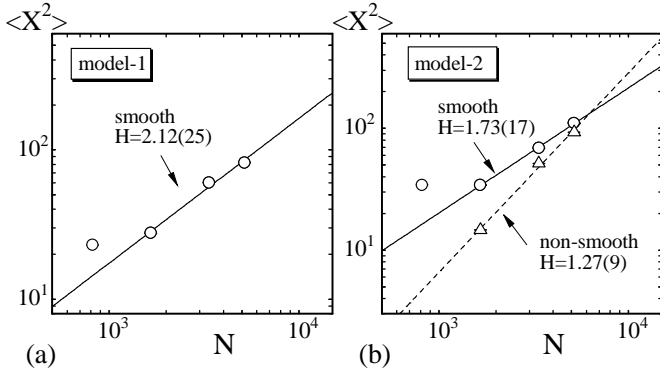 <X²>
10²
10¹
model-1
smooth
H=2.12(25)
10³
10⁴
(a)
N
<X²>
10²
10¹
model-2
smooth
H=1.73(17)
non-smooth
H=1.27(9)
10³
10⁴
(b)
N